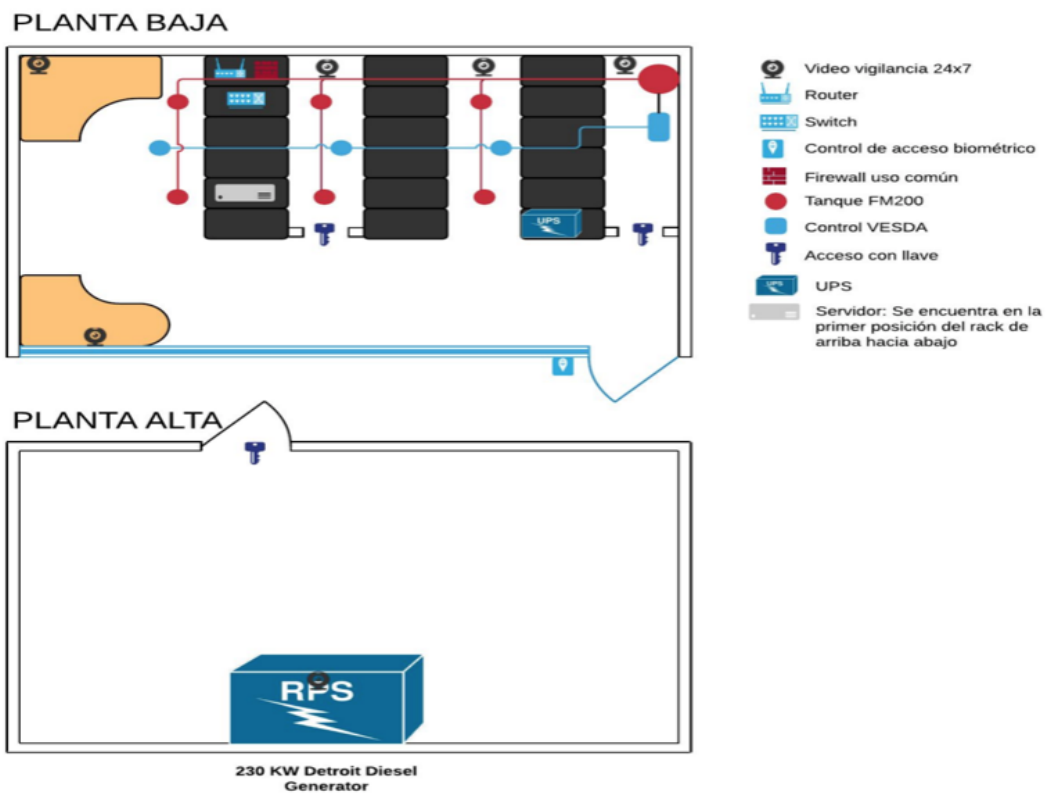 PLANTA BAJA
Video vigilancia 24x7
Router
Switch
Control de acceso biométrico
Firewall uso común
Tanque FM200
Control VESDA
Acceso con llave
UPS
UPS
UPS
Servidor: Se encuentra en la
primer posición del rack de
arriba hacia abajo
PLANTA ALTA
RPS
230 KW Detroit Diesel
Generator